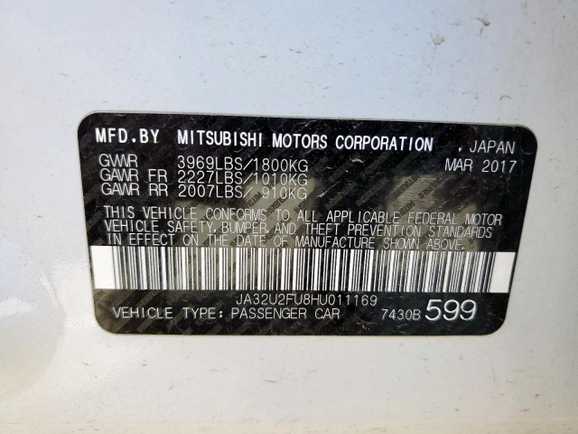 MFD.BY MITSUBISHI MOTORS CORPORATION , JAPAN
GVWR 3969LBS/1800KG MAR 2017
GAWR FR 2227LBS/1010KG
GAWR RR 2007LBS/ 910KG
THIS VEHICLE CONFORMS TO ALL APPLICABLE FEDERAL MOTOR
VEHICLE SAFETY,BUMPER AND THEFT PREVENTION STANDARDS
IN EFFECT ON THE DATE OF MANUFACTURE SHOWN ABOVE.
JA32U2FU8HU011169
VEHICLE TYPE: PASSENGER CAR 7430B 599